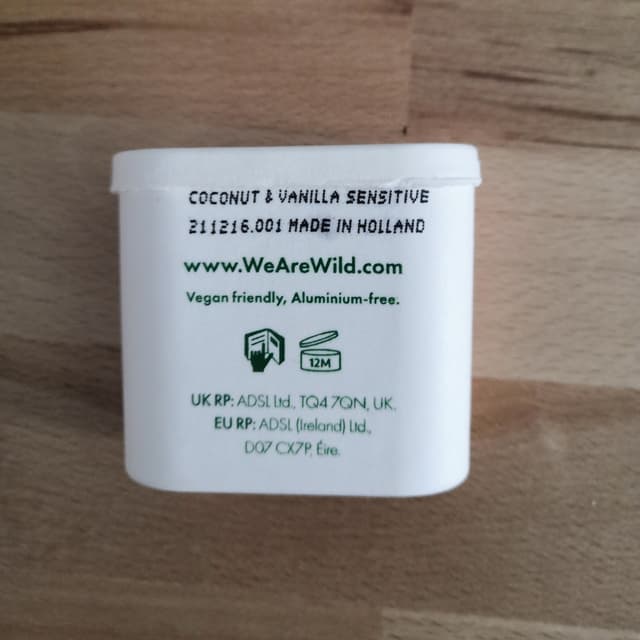 COCONUT & VANILLA SENSITIVE
211216.001 MADE IN HOLLAND
www.WeAreWild.com
Vegan friendly, Aluminium-free.
12M
UK RP: ADSL Ltd., TQ4 7QN, UK.
EU RP: ADSL (Ireland) Ltd.,
D07 CX7P, Éire.